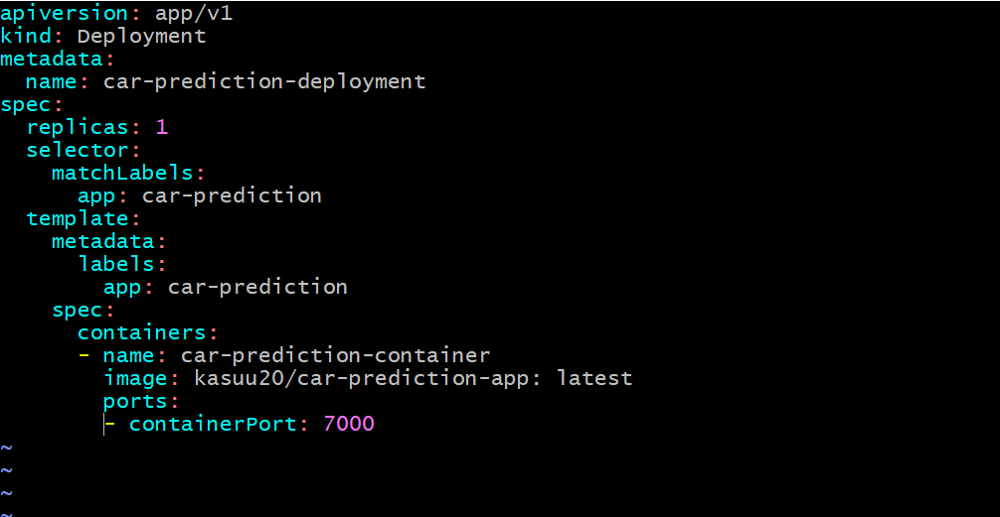 apiversion: app/v1
kind: Deployment
metadata:
  name: car-prediction-deployment
spec:
  replicas: 1
  selector:
    matchLabels:
      app: car-prediction
  template:
    metadata:
      labels:
        app: car-prediction
    spec:
      containers:
      - name: car-prediction-container
        image: kasuu20/car-prediction-app: latest
        ports:
        - containerPort: 7000
~
~
~
~